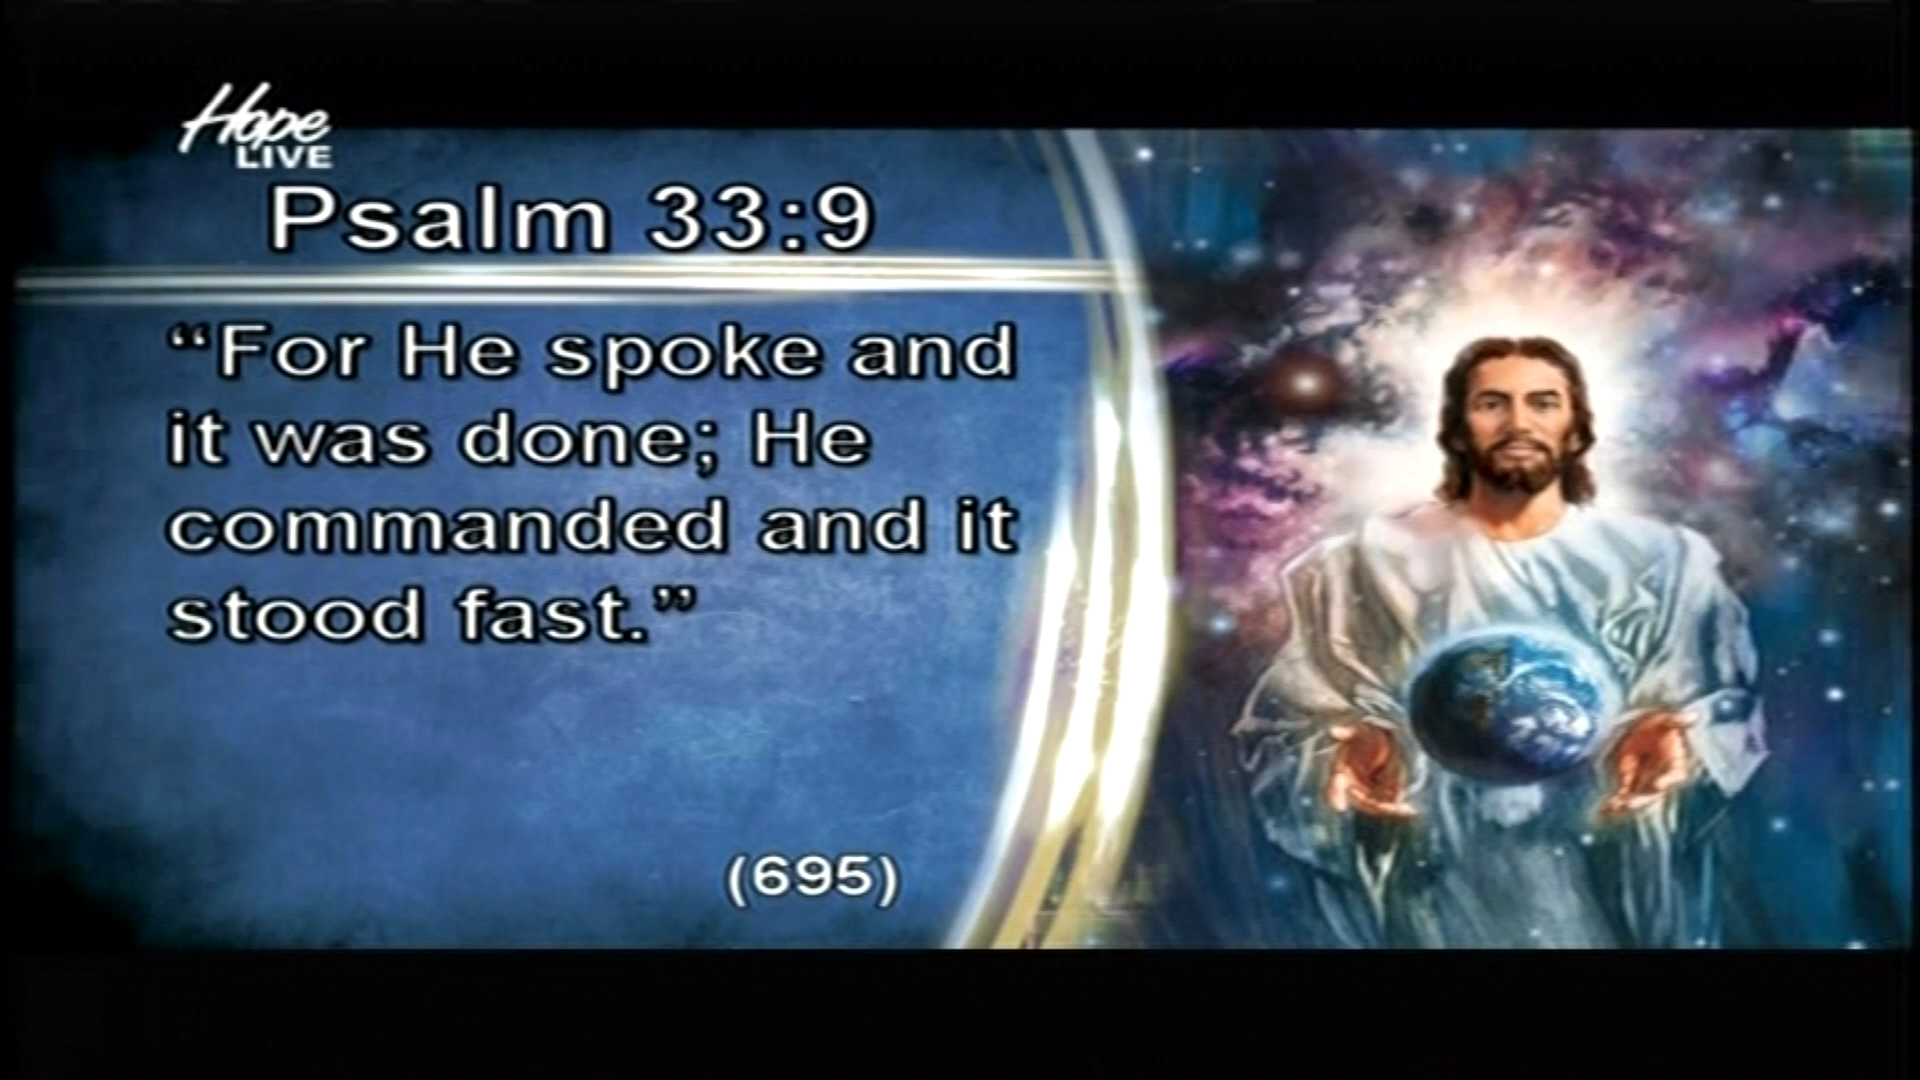 Hope
LIVE
Psalm 33:9
“For He spoke and
it was done; He
commanded and it
stood fast.”
(695)